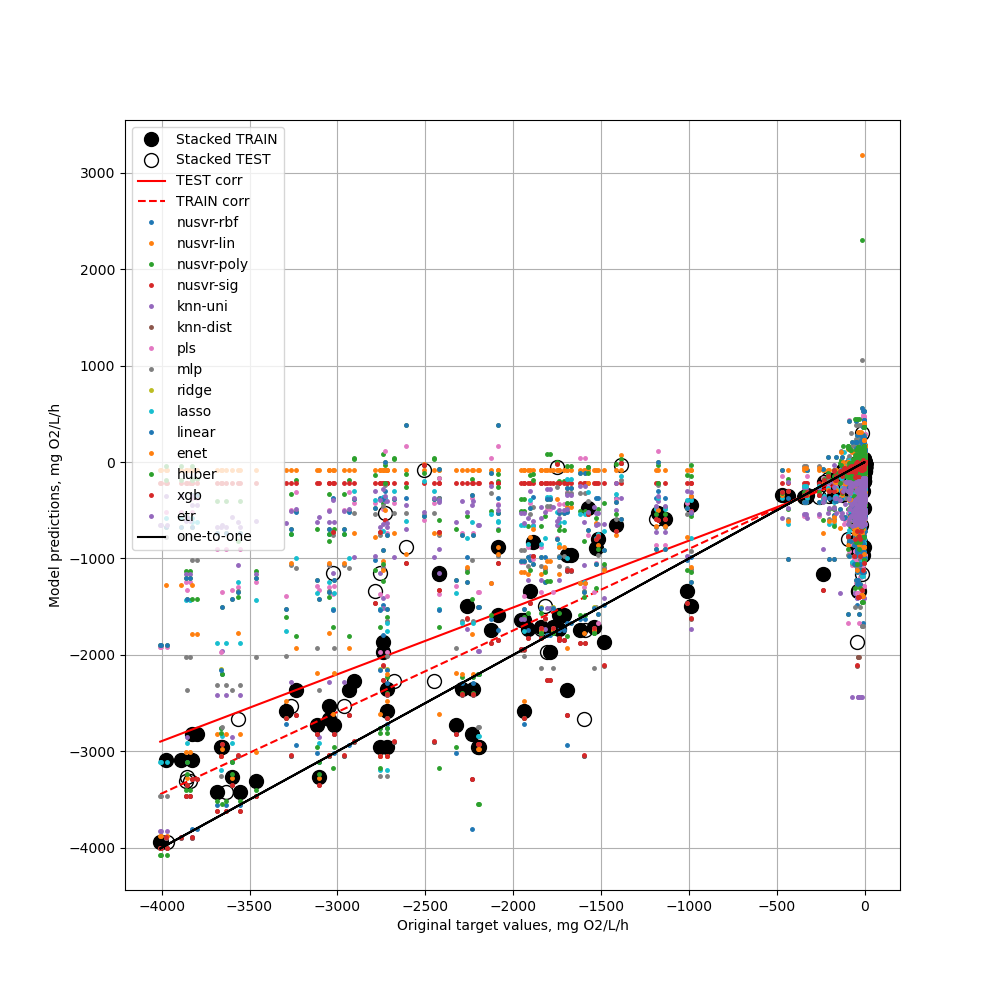 Stacked TRAIN
Stacked TEST
TEST corr
TRAIN corr
nusvr-rbf
nusvr-lin
nusvr-poly
nusvr-sig
knn-uni
knn-dist
pls
mlp
ridge
lasso
linear
enet
huber
xgb
etr
one-to-one
Model predictions, mg O2/L/h
3000
2000
1000
0
−1000
−2000
−3000
−4000
−4000 −3500 −3000 −2500 −2000 −1500 −1000 −500 0
Original target values, mg O2/L/h